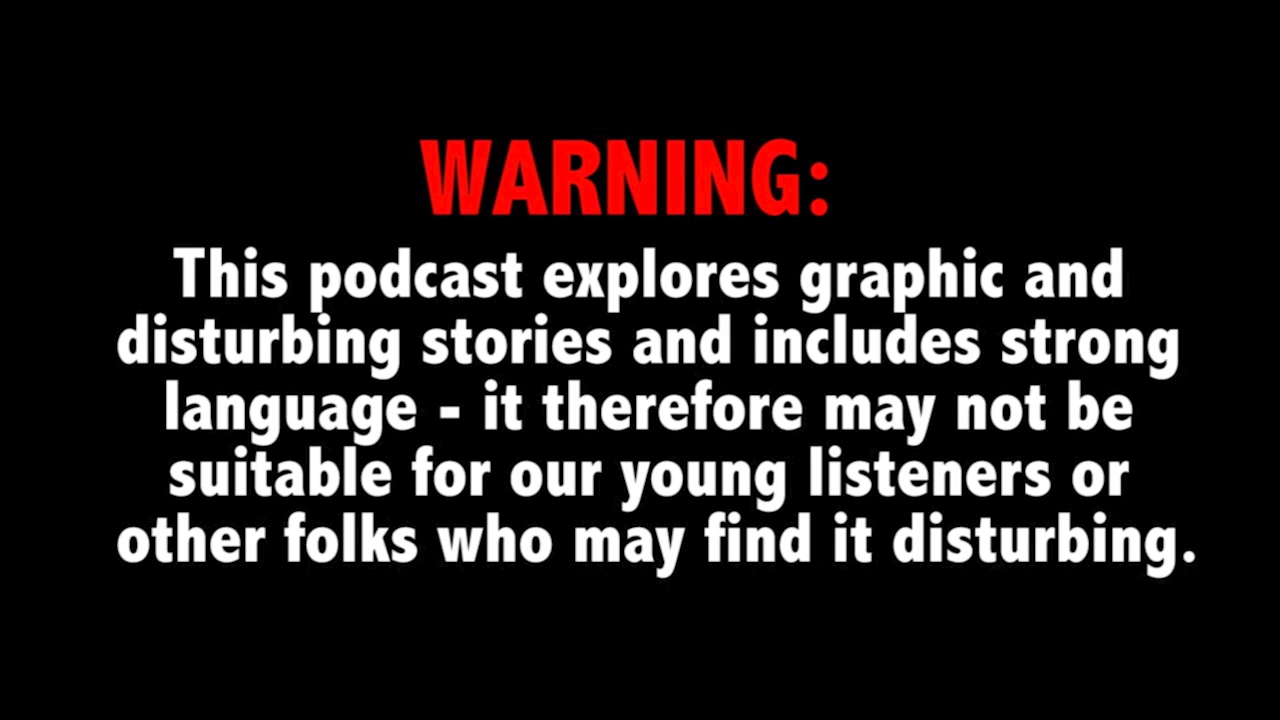 WARNING:
This podcast explores graphic and
disturbing stories and includes strong
language - it therefore may not be
suitable for our young listeners or
other folks who may find it disturbing.